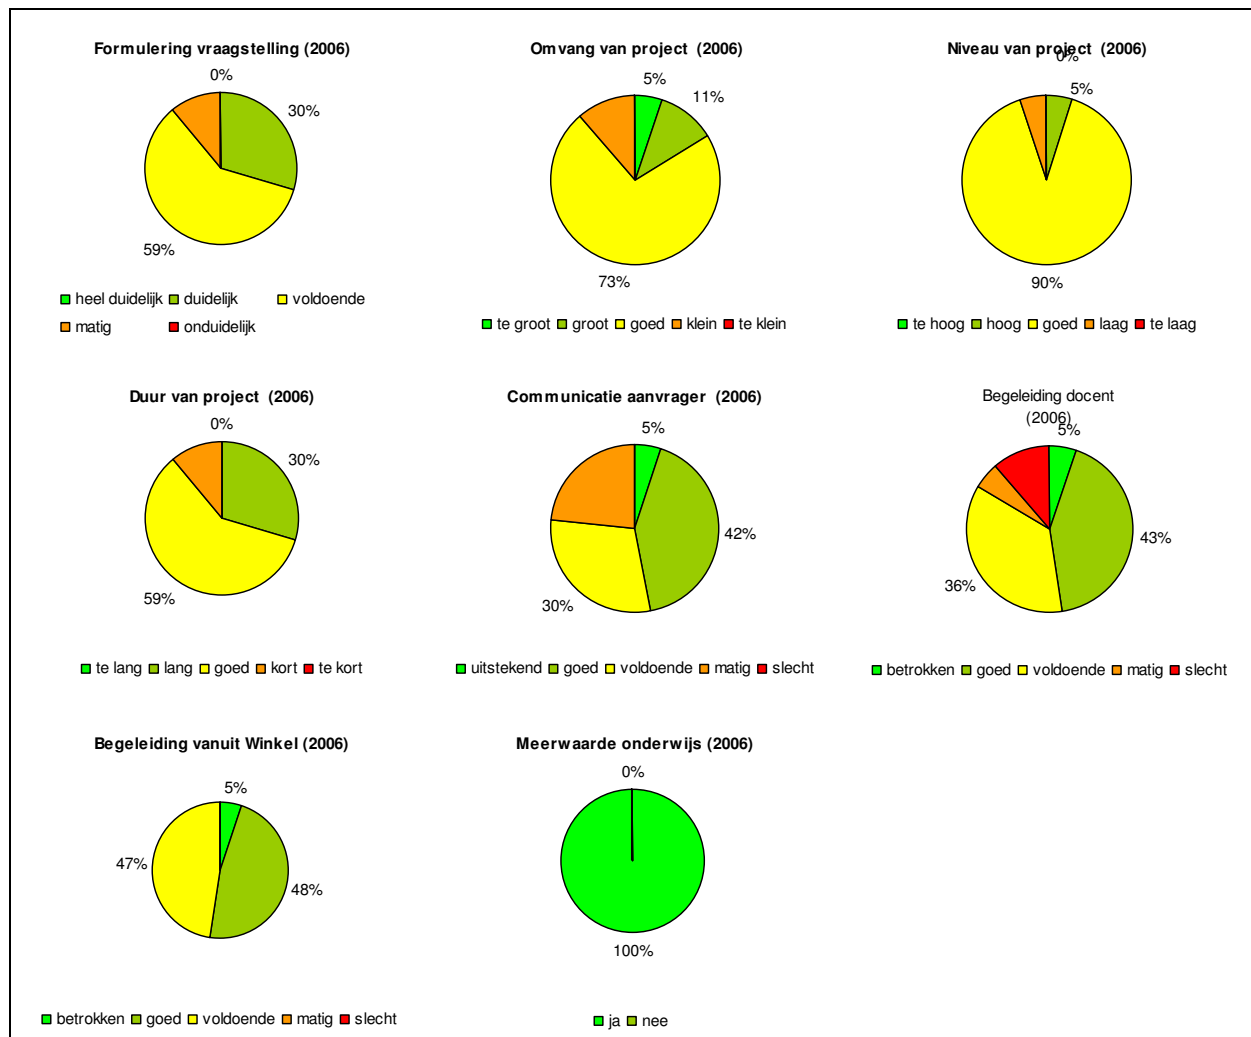 Formulering vraagstelling (2006)
0%
30%
59%
heel duidelijk duidelijk voldoende
matig onduidelijk
Omvang van project (2006)
5%
11%
73%
te groot groot goed klein te klein
Niveau van project (2006)
0%
5%
90%
te hoog hoog goed laag te laag
Duur van project (2006)
0%
30%
59%
te lang lang goed kort te kort
Communicatie aanvrager (2006)
5%
42%
30%
uitstekend goed voldoende matig slecht
Begeleiding docent
(2006)
5%
43%
36%
betrokken goed voldoende matig slecht
Begeleiding vanuit Winkel (2006)
5%
47%
48%
betrokken goed voldoende matig slecht
Meerwaarde onderwijs (2006)
0%
100%
ja nee